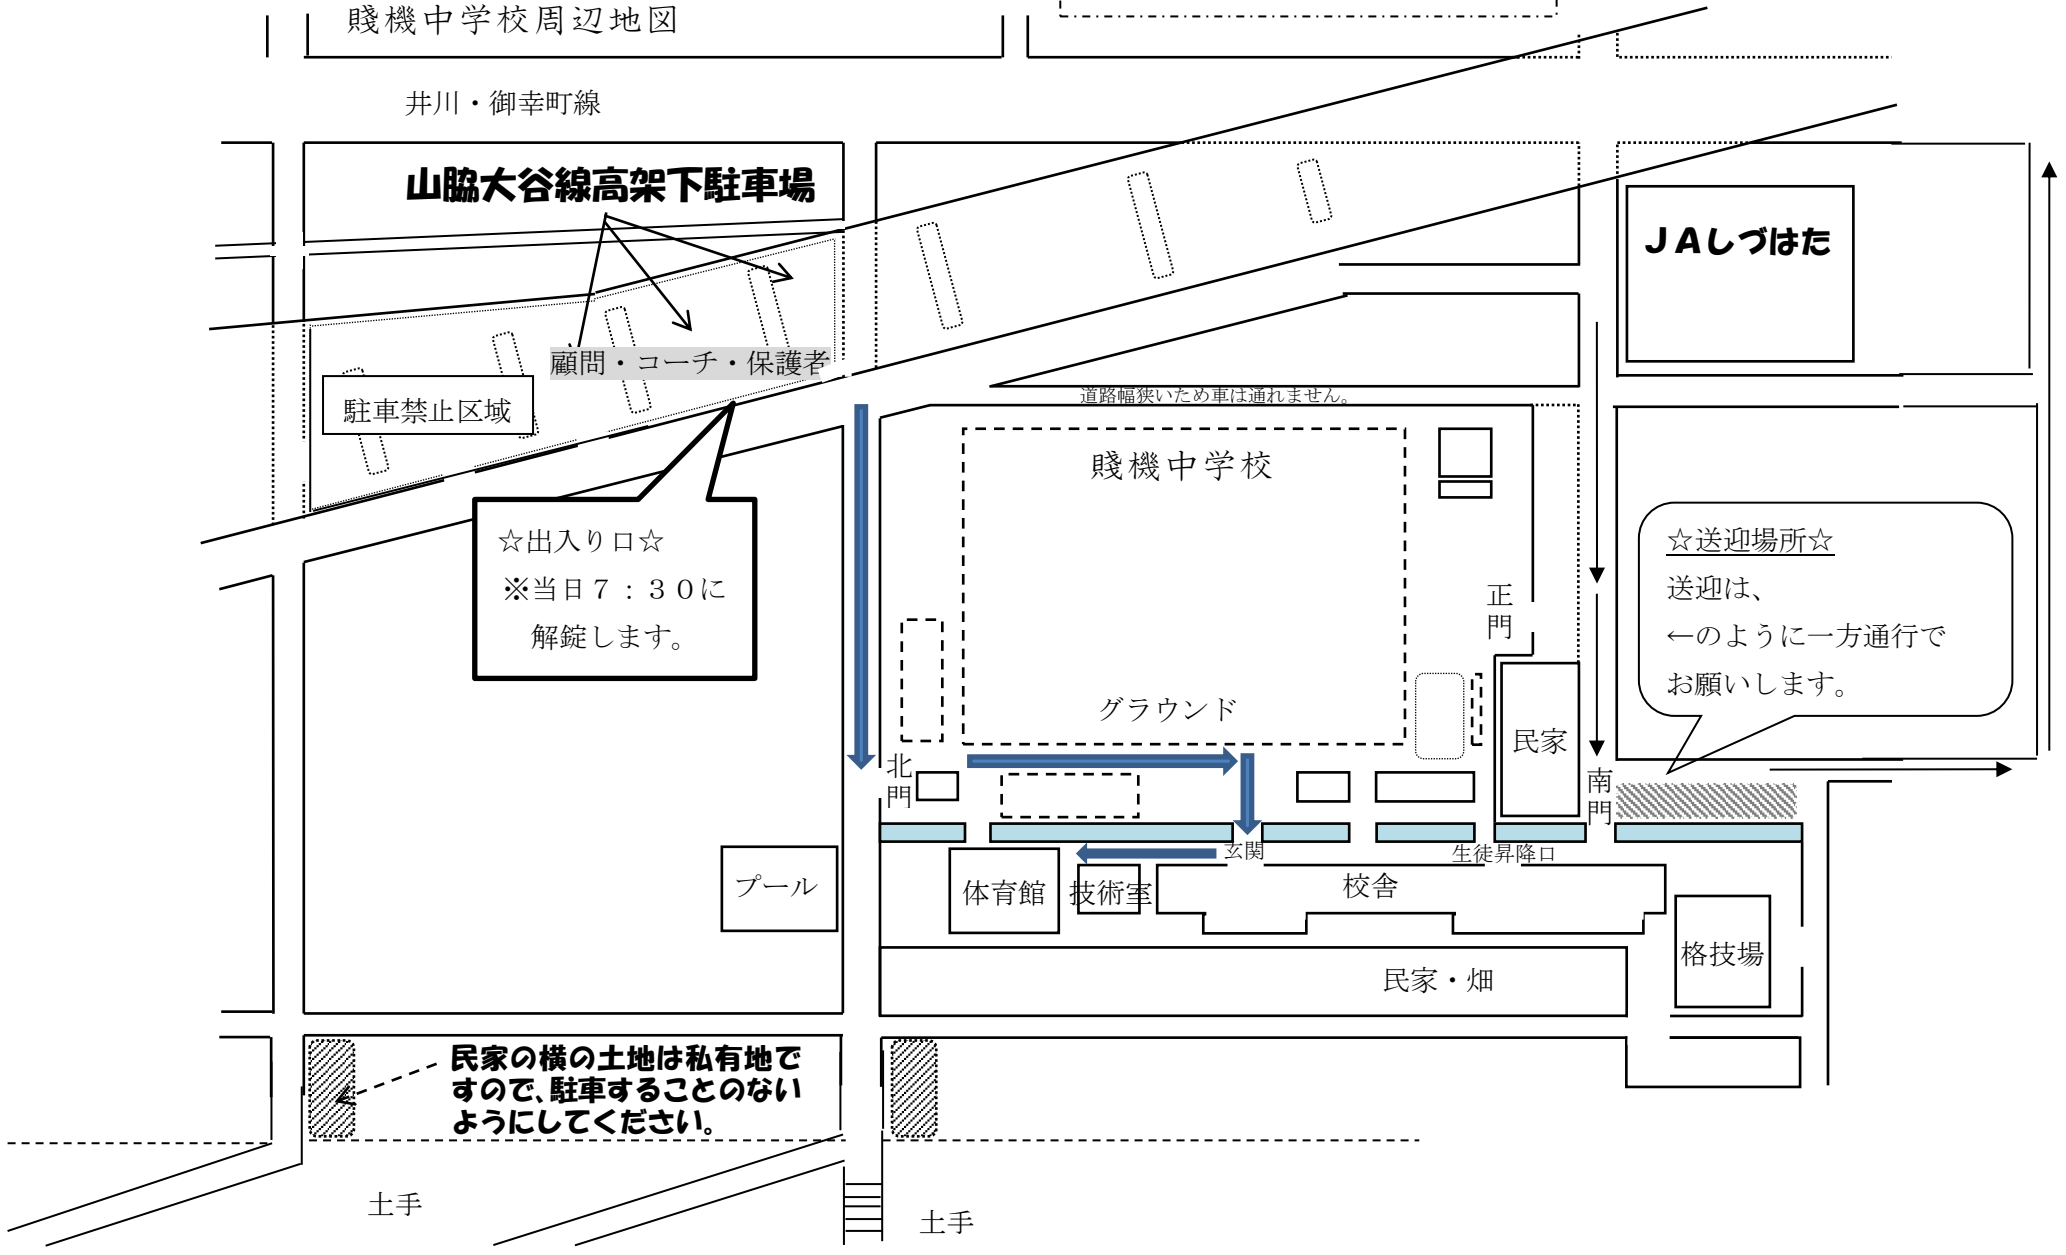 賤機中学校周辺地図
井川・御幸町線
山脇大谷線高架下駐車場
ＪＡしづはた
顧問・コーチ・保護者
駐車禁止区域
道路幅狭いため車は通れません。
賤機中学校
☆出入り口☆
※当日７：３０に
解錠します。
☆送迎場所☆
送迎は、
←のように一方通行で
お願いします。
正門
グラウンド
民家
北門
南門
玄関
生徒昇降口
プール
体育館
技術室
校舎
格技場
民家・畑
民家の横の土地は私有地で
すので、駐車することのない
ようにしてください。
土手
土手